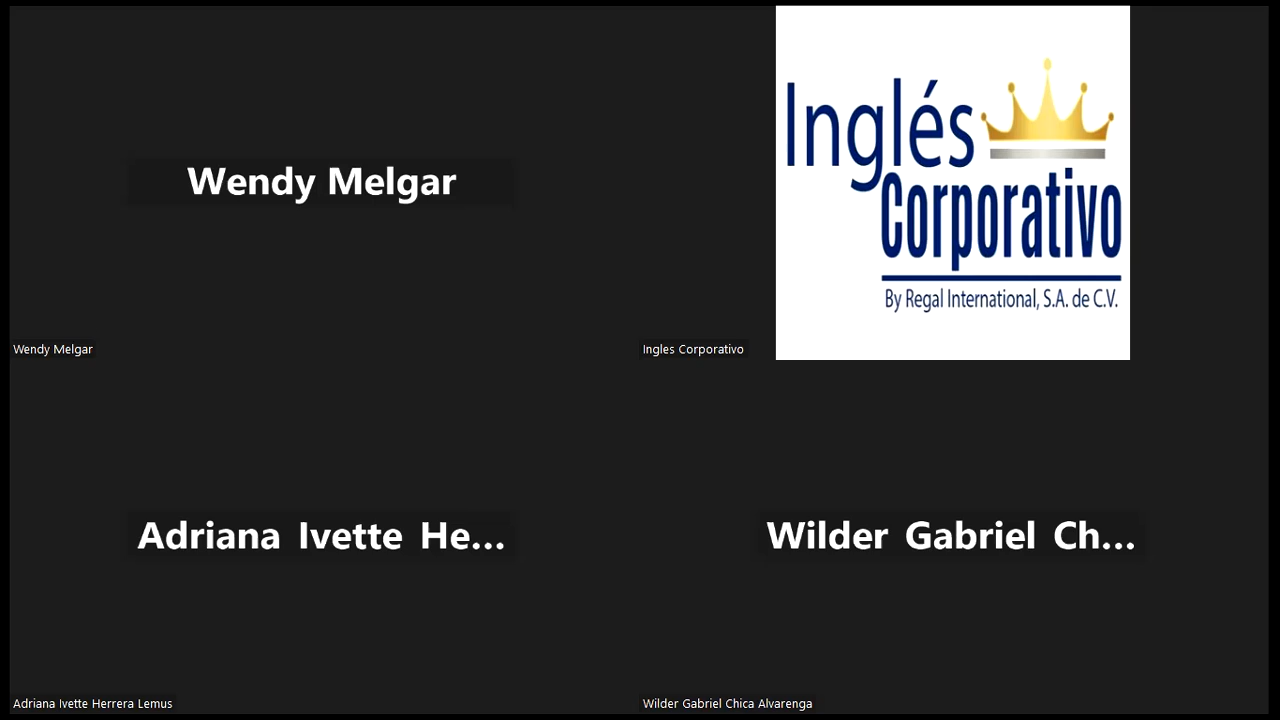 Wendy Melgar
Wendy Melgar
Inglés
Corporativo
By Regal International, S.A. de C.V.
Ingles Corporativo
Adriana Ivette He...
Adriana Ivette Herrera Lemus
Wilder Gabriel Ch...
Wilder Gabriel Chica Alvarenga